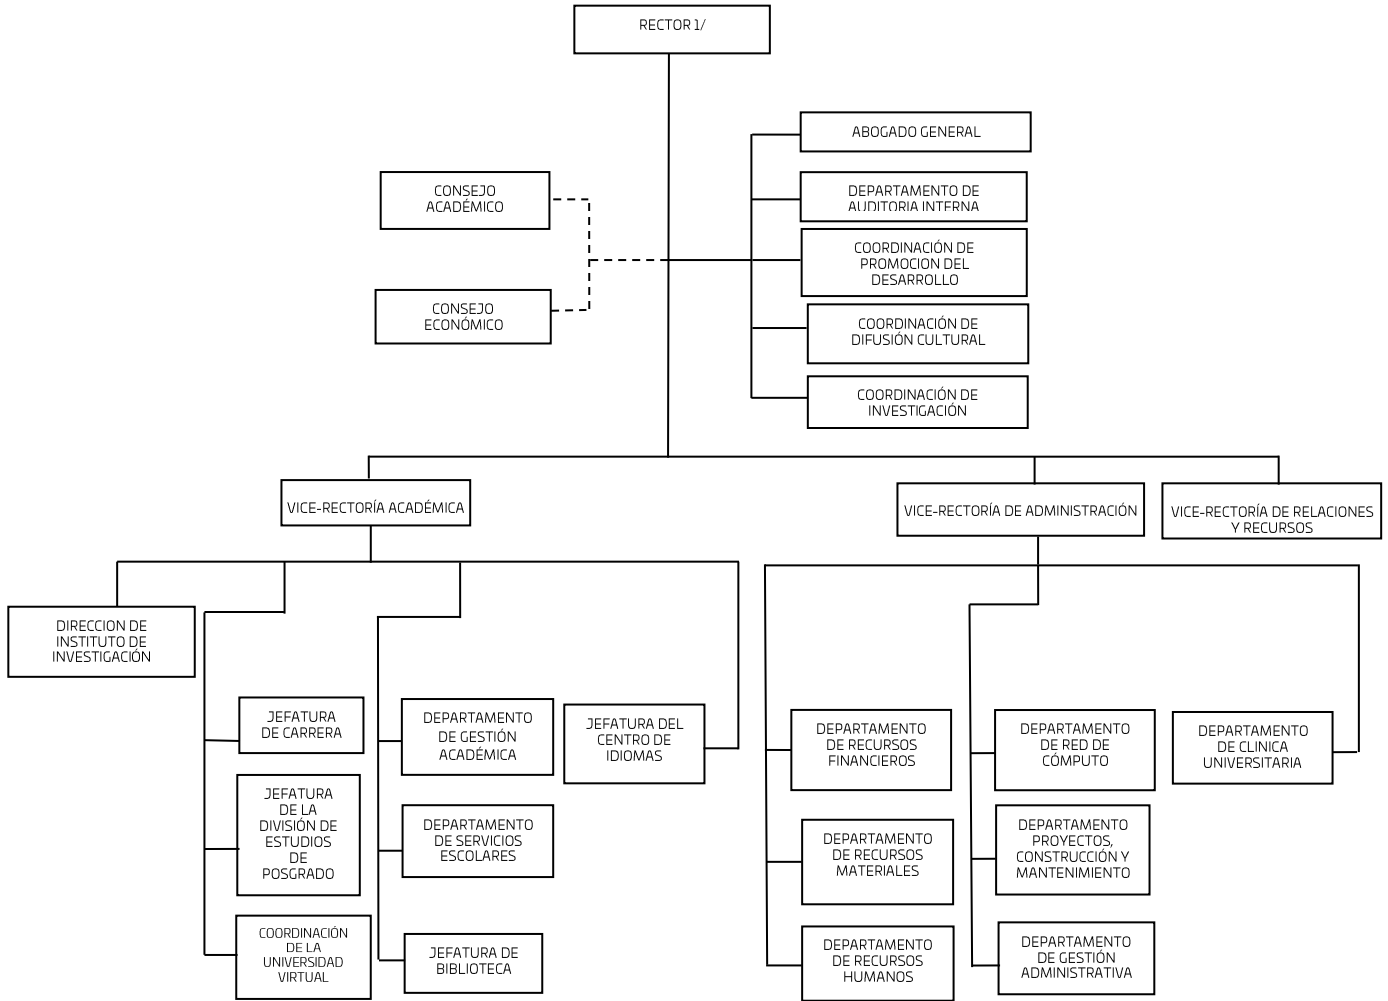 RECTOR 1/
ABOGADO GENERAL
CONSEJO
ACADÉMICO
DEPARTAMENTO DE
AUDITORIA INTERNA
COORDINACIÓN DE
PROMOCION DEL
DESARROLLO
CONSEJO
ECONÓMICO
COORDINACIÓN DE
DIFUSIÓN CULTURAL
COORDINACIÓN DE
INVESTIGACIÓN
VICE-RECTORÍA ACADÉMICA
VICE-RECTORÍA DE ADMINISTRACIÓN
VICE-RECTORÍA DE RELACIONES
Y RECURSOS
DIRECCION DE
INSTITUTO DE
INVESTIGACIÓN
JEFATURA
DE CARRERA
JEFATURA
DE LA
DIVISIÓN DE
ESTUDIOS
DE
POSGRADO
COORDINACIÓN
DE LA
UNIVERSIDAD
VIRTUAL
DEPARTAMENTO
DE GESTIÓN
ACADÉMICA
DEPARTAMENTO
DE SERVICIOS
ESCOLARES
JEFATURA DE
BIBLIOTECA
JEFATURA DEL
CENTRO DE
IDIOMAS
DEPARTAMENTO
DE RECURSOS
FINANCIEROS
DEPARTAMENTO
DE RECURSOS
MATERIALES
DEPARTAMENTO
DE RECURSOS
HUMANOS
DEPARTAMENTO
DE RED DE
CÓMPUTO
DEPARTAMENTO
PROYECTOS,
CONSTRUCCIÓN Y
MANTENIMIENTO
DEPARTAMENTO
DE GESTIÓN
ADMINISTRATIVA
DEPARTAMENTO
DE CLINICA
UNIVERSITARIA